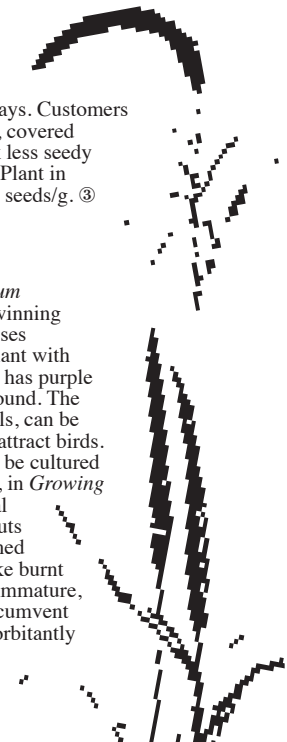 ays. Customers
, covered
less seedy
Plant in
seeds/g. ③
um
winning
ses
ant with
has purple
ound. The
ls, can be
attract birds.
be cultured
, in Growing
l
uts
ned
ke burnt
mmature,
cumvent
orbitantly